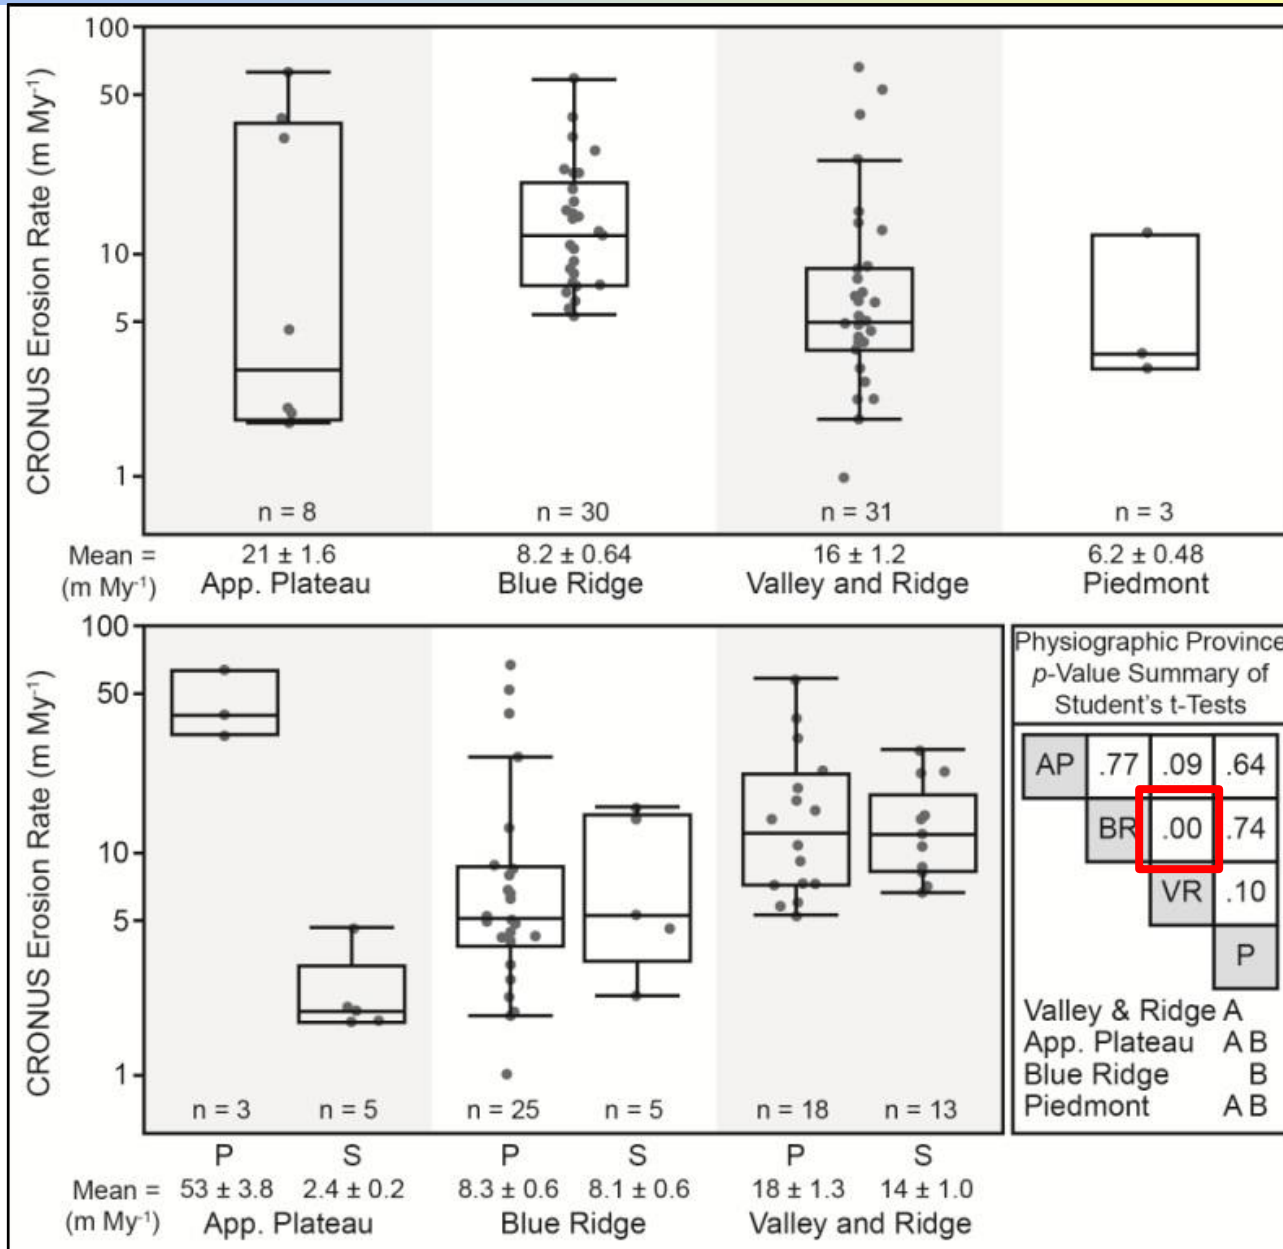 CRONUS Erosion Rate (m My⁻¹)
100
50
10
5
1
n = 8
n = 30
n = 31
n = 3
Mean = 21 ± 1.6 8.2 ± 0.64 16 ± 1.2 6.2 ± 0.48
(m My⁻¹) App. Plateau Blue Ridge Valley and Ridge Piedmont
CRONUS Erosion Rate (m My⁻¹)
100
50
10
5
1
n = 3
n = 5
n = 25
n = 5
n = 18
n = 13
P S P S P S
Mean = 53 ± 3.8 2.4 ± 0.2 8.3 ± 0.6 8.1 ± 0.6 18 ± 1.3 14 ± 1.0
(m My⁻¹) App. Plateau Blue Ridge Valley and Ridge
Physiographic Province
p-Value Summary of
Student's t-Tests
AP .77 .09 .64
BR .00 .74
VR .10
P
Valley & Ridge A
App. Plateau A B
Blue Ridge B
Piedmont A B